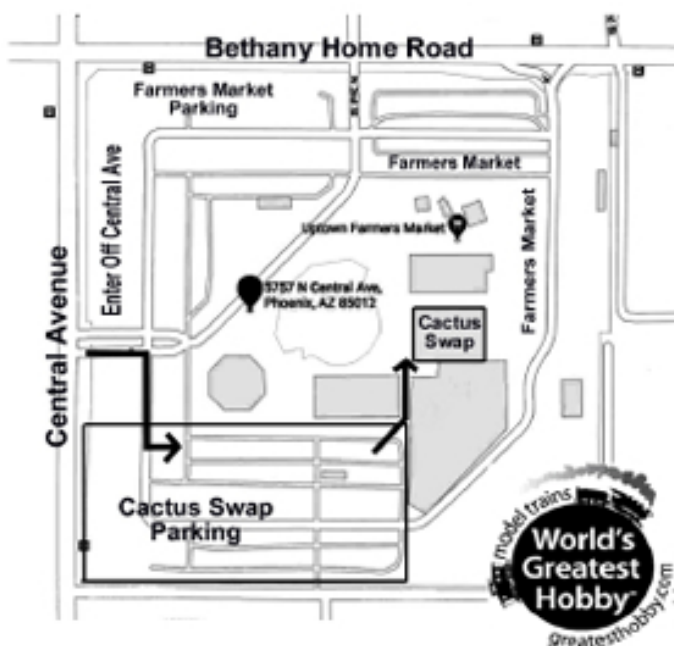 Bethany Home Road
Farmers Market
Parking
Farmers Market
Enter Off Central Ave
Uptown Farmers Market
Farmers Market
5757 N Central Ave,
Phoenix, AZ 85012
Cactus
Swap
Central Avenue
Cactus Swap
Parking
model trains
World's
Greatest
Hobby
greatesthobby.com